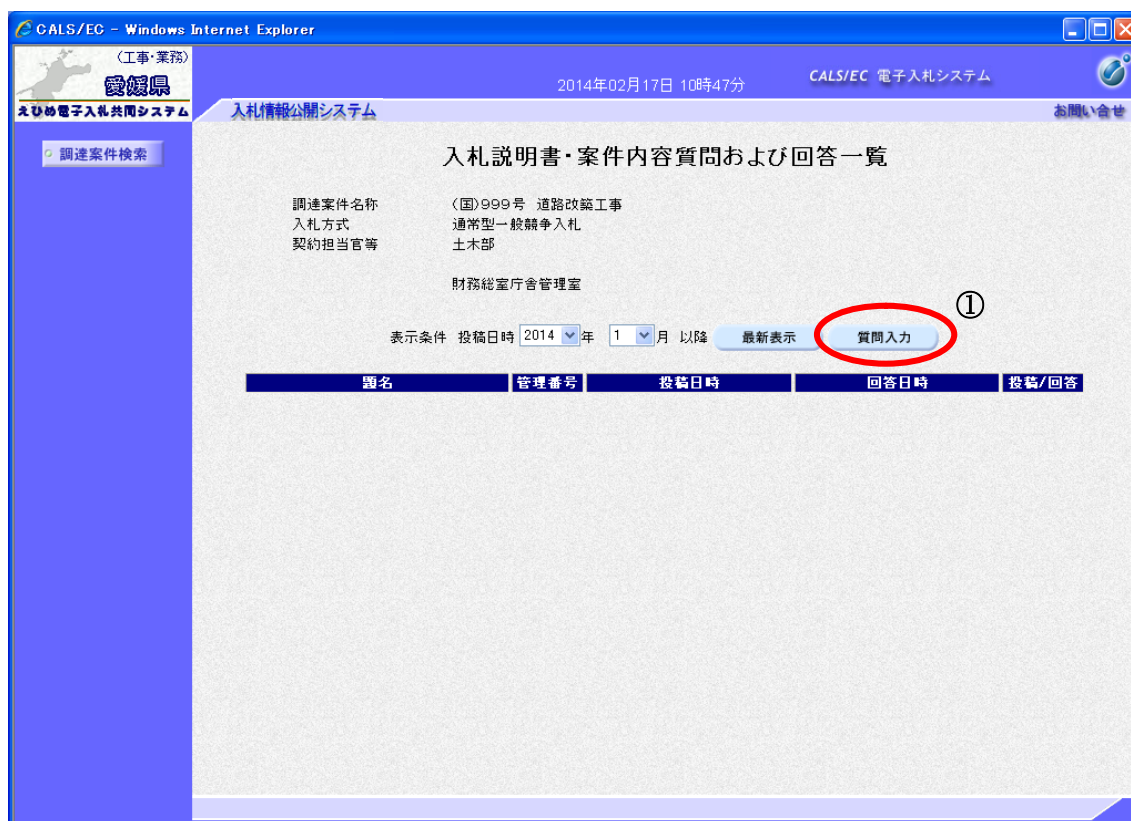 CALS/EC - Windows Internet Explorer
(工事･業務)
愛媛県
えひめ電子入札共同システム
2014年02月17日 10時47分
CALS/EC 電子入札システム
入札情報公開システム
お問い合せ
調達案件検索
入札説明書･案件内容質問および回答一覧
調達案件名称 (国)999号 道路改築工事
入札方式 通常型一般競争入札
契約担当官等 土木部
財務総室庁舎管理室
①
表示条件 投稿日時 2014 年 1 月 以降 最新表示 質問入力
題名 管理番号 投稿日時 回答日時 投稿/回答